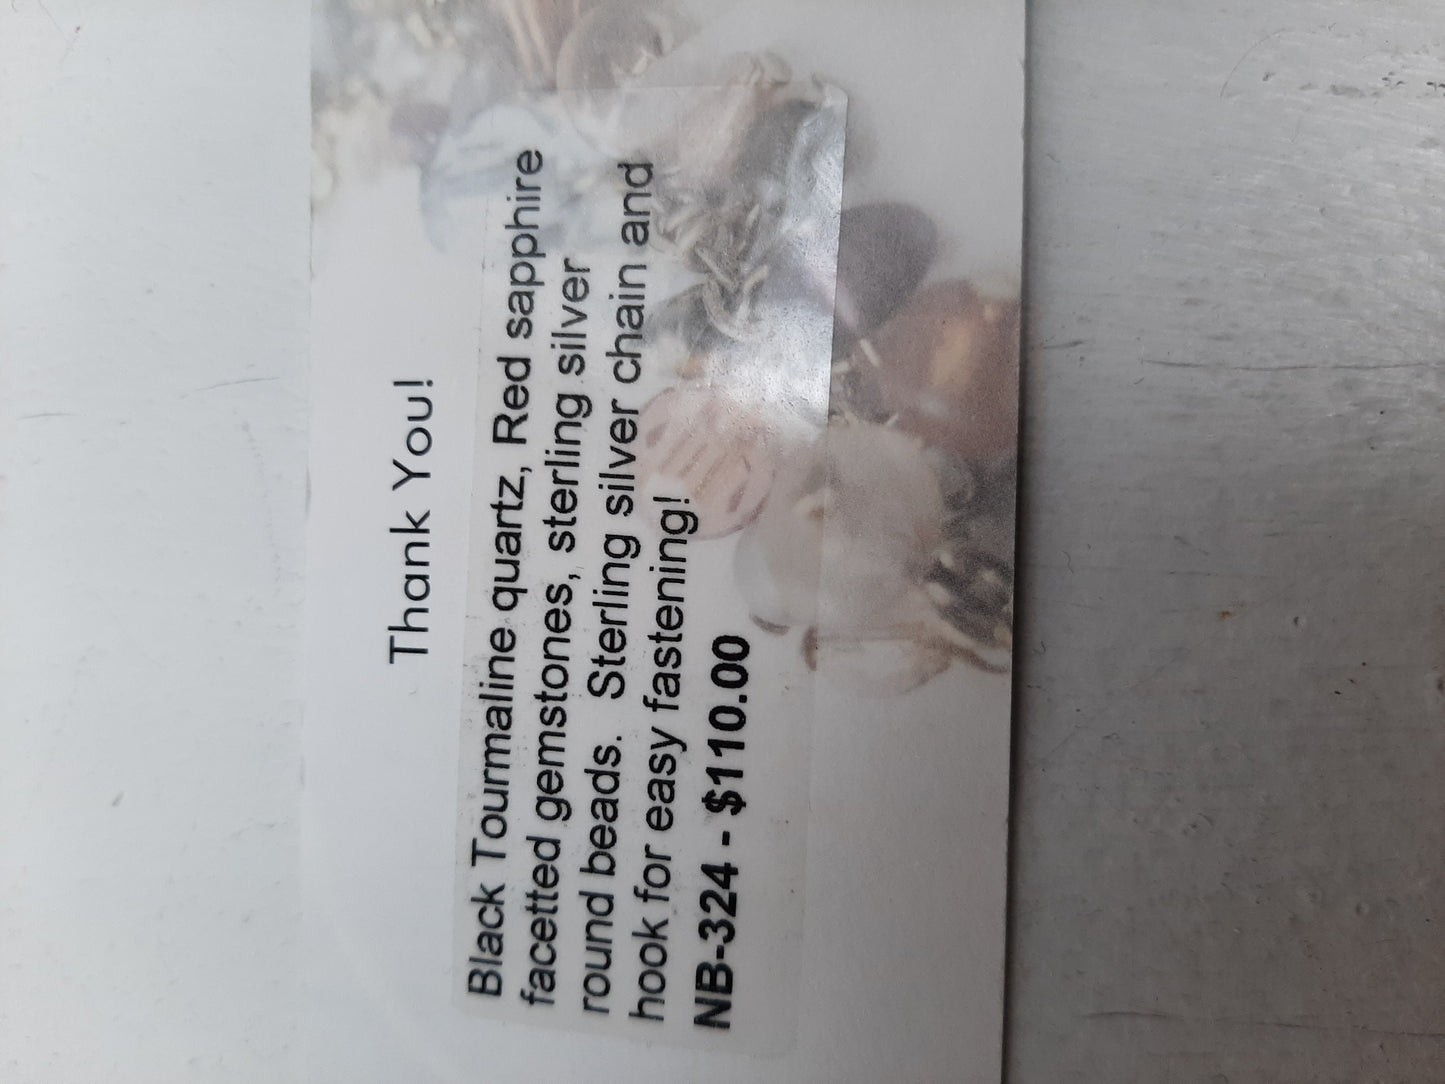 Thank You!
Black Tourmaline quartz, Red sapphire
facetted gemstones, sterling silver
round beads. Sterling silver chain and
hook for easy fastening!
NB-324 - $110.00